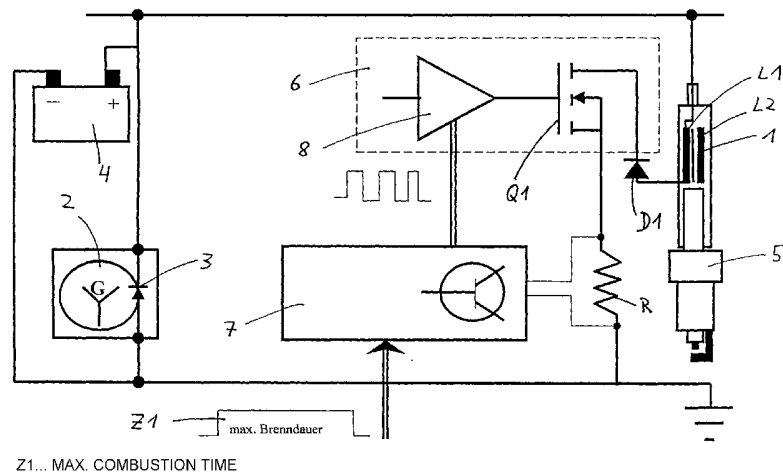 6
L1
L2
1
- +
8
4
Q1
D1
2
3
5
G
7
R
Z1
max. Brenndauer
Z1... MAX. COMBUSTION TIME